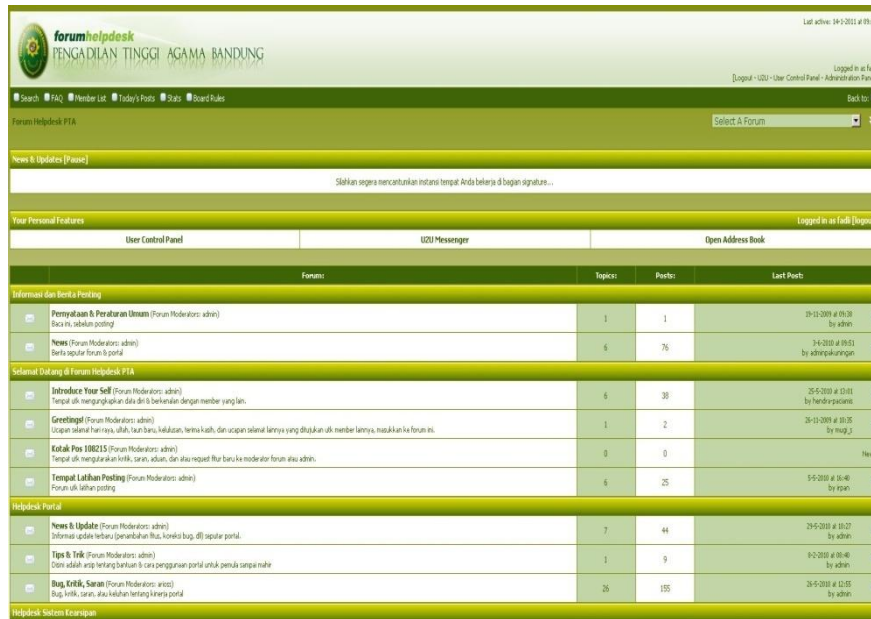 Last active: 14-1-2011 at 09:
forumhelpdesk
PENGADILAN TINGGI AGAMA BANDUNG
Logged in as fa
[Logout - U2U - User Control Panel - Administration Pan
Search FAQ Member List Today's Posts Stats Board Rules
Back to:
Forum Helpdesk PTA
Select A Forum
News & Updates [Pause]
Silahkan segera mencantumkan instansi tempat Anda bekerja di bagian signature...
Your Personal Features Logged in as fadli [logou
User Control Panel U2U Messenger Open Address Book
Forum: Topics: Posts: Last Post:
Informasi dan Berita Penting
Pernyataan & Peraturan Umum (Forum Moderators: admin)
Baca ini, sebelum posting!
1 1 19-11-2009 at 09:38
by admin
News (Forum Moderators: admin)
Berita seputar forum & portal
6 76 3-6-2010 at 09:51
by adminpakuningan
Selamat Datang di Forum Helpdesk PTA
Introduce Your Self (Forum Moderators: admin)
Tempat utk mengungkapkan data diri & berkenalan dengan member yang lain.
6 38 25-5-2010 at 13:01
by hendra-paciamis
Greetings! (Forum Moderators: admin)
Ucapan selamat hari raya, ultah, taun baru, kelulusan, terima kasih, dan ucapan selamat lainnya yang ditujukan utk member lainnya, masukkan ke forum ini.
1 2 26-11-2009 at 10:35
by mugi_s
Kotak Pos 108215 (Forum Moderators: admin)
Tempat utk mengutarakan kritik, saran, aduan, dan atau request fitur baru ke moderator forum atau admin.
0 0 Nev
Tempat Latihan Posting (Forum Moderators: admin)
Forum utk latihan posting
6 25 5-5-2010 at 16:40
by irpan
Helpdesk Portal
News & Update (Forum Moderators: admin)
Informasi update terbaru (penambahan fitus, koreksi bug, dll) seputar portal.
7 44 29-5-2010 at 10:27
by admin
Tips & Trik (Forum Moderators: admin)
Disini adalah arsip tentang bantuan & cara penggunaan portal untuk pemula sampai mahir
1 9 8-2-2010 at 08:40
by admin
Bug, Kritik, Saran (Forum Moderators: arioss)
Bug, kritik, saran, atau keluhan tentang kinerja portal
26 155 26-5-2010 at 12:55
by admin
Helpdesk Sistem Kearsipan